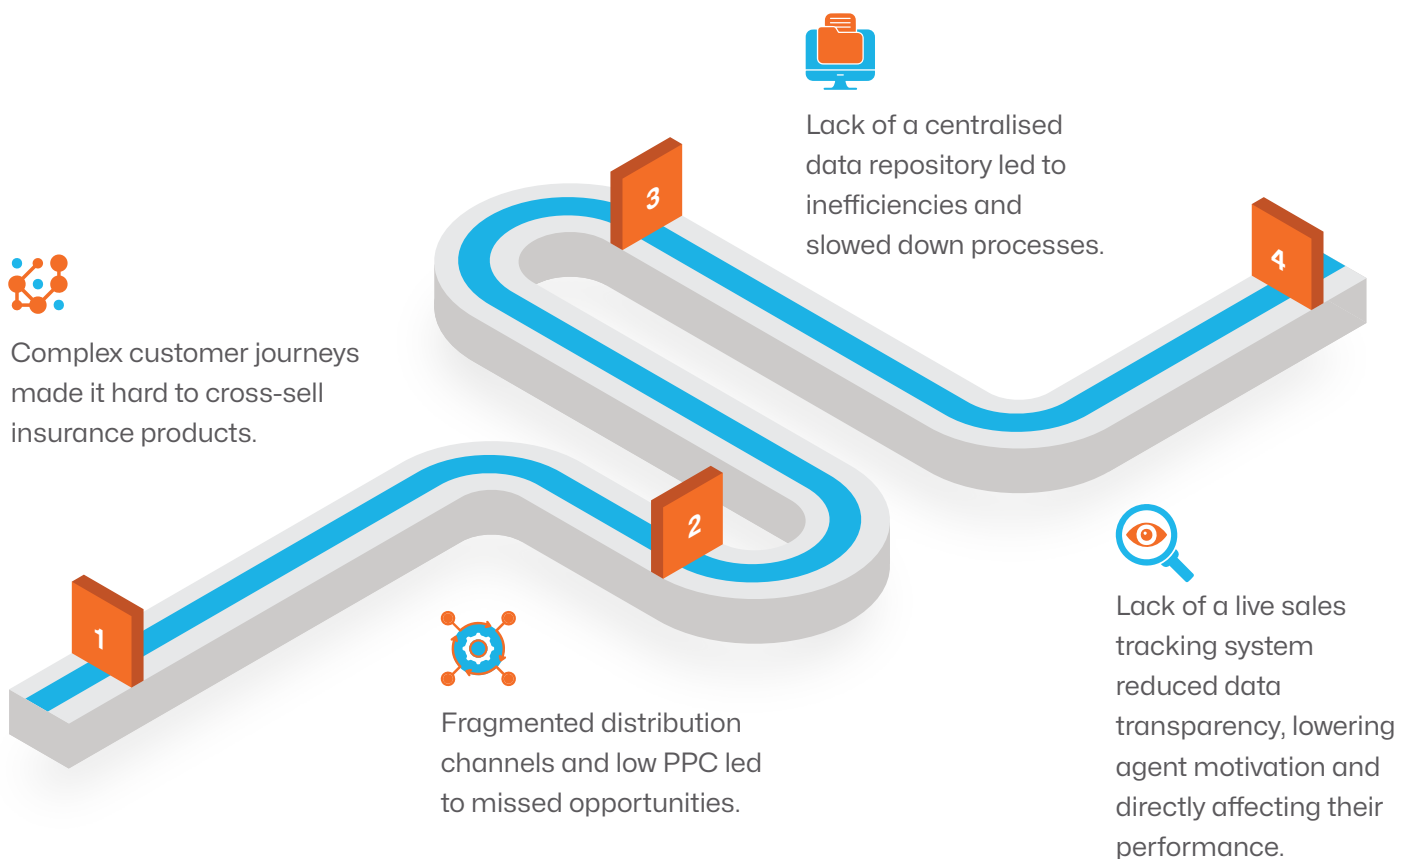 1
Complex customer journeys
made it hard to cross-sell
insurance products.
2
Fragmented distribution
channels and low PPC led
to missed opportunities.
3
Lack of a centralised
data repository led to
inefficiencies and
slowed down processes.
4
Lack of a live sales
tracking system
reduced data
transparency, lowering
agent motivation and
directly affecting their
performance.